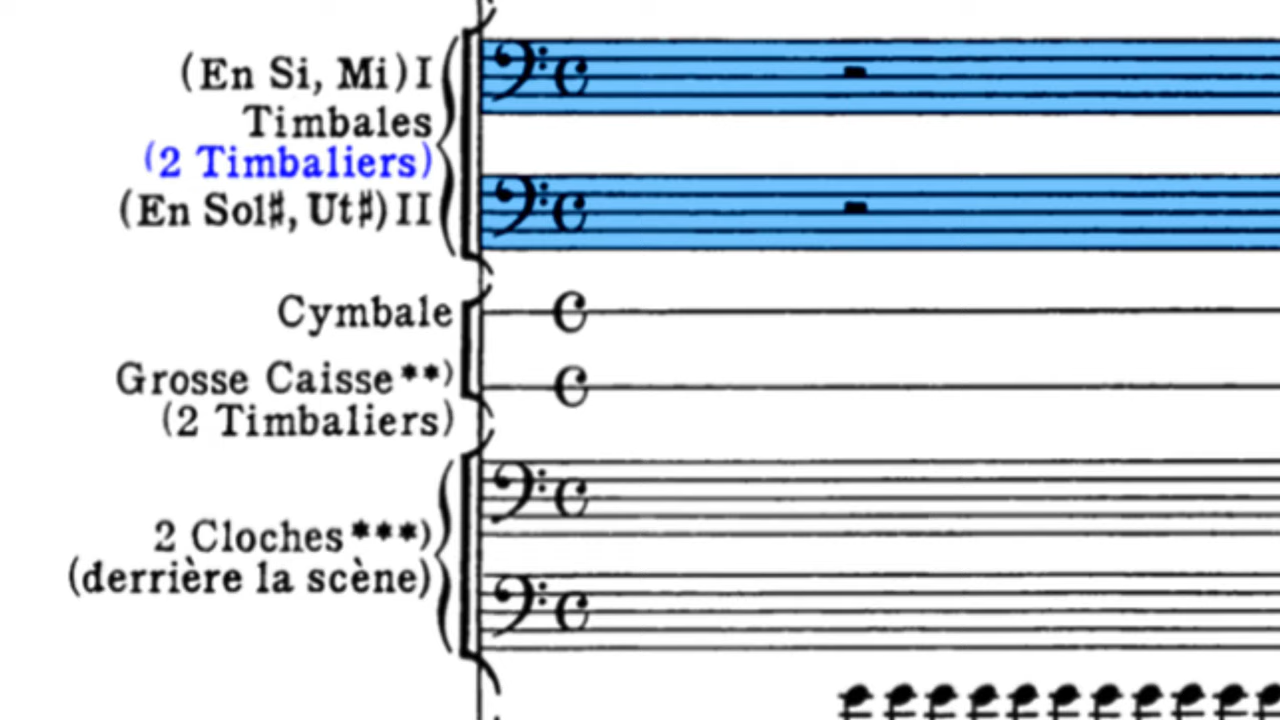 (En Si, Mi) I
Timbales
(2 Timbaliers)
(En Sol♯, Ut♯) II
Cymbale
Grosse Caisse **)
(2 Timbaliers)
2 Cloches ***)
(derrière la scène)